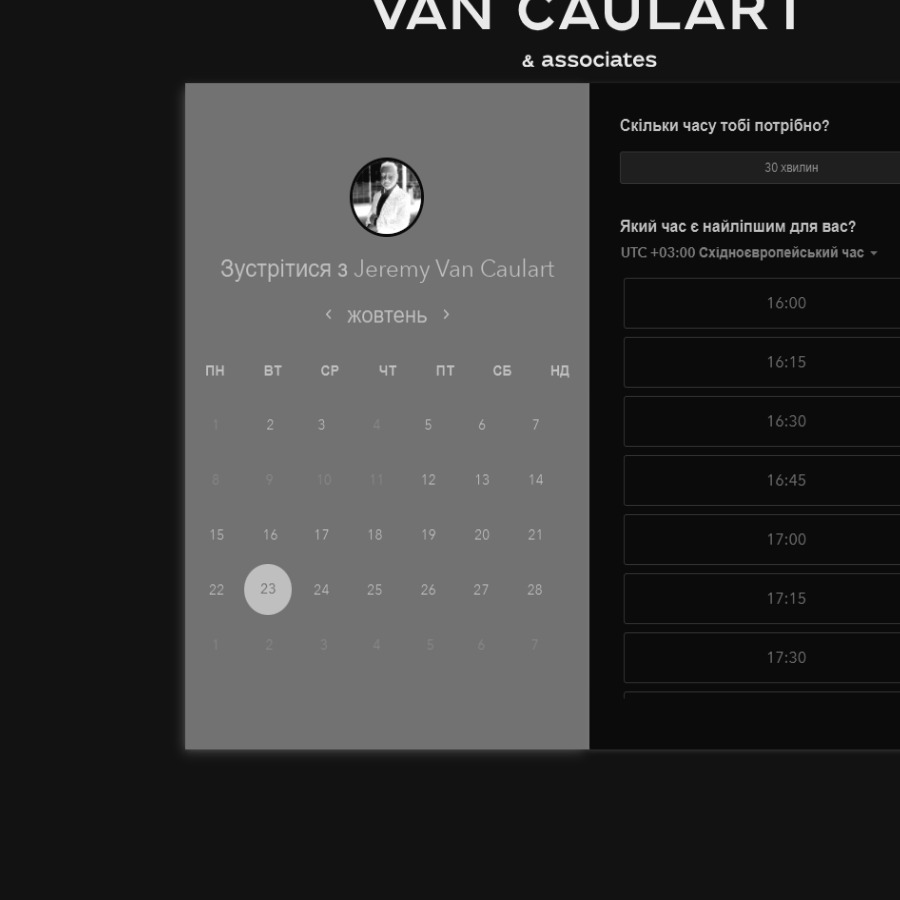 VAN CAULART
& associates
Зустрітися з Jeremy Van Caulart
жовтень
ПН ВТ СР ЧТ ПТ СБ НД
1 2 3 4 5 6 7
8 9 10 11 12 13 14
15 16 17 18 19 20 21
22 23 24 25 26 27 28
1 2 3 4 5 6 7
Скільки часу тобі потрібно?
30 хвилин
Який час є найліпшим для вас?
UTC +03:00 Східноєвропейський час
16:00
16:15
16:30
16:45
17:00
17:15
17:30